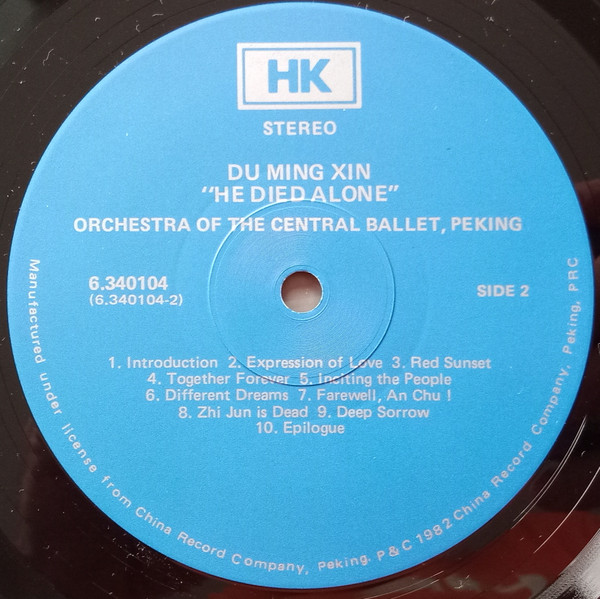 HK
STEREO
DU MING XIN
"HE DIED ALONE"
ORCHESTRA OF THE CENTRAL BALLET, PEKING
6.340104
(6.340104-2)
SIDE 2
1. Introduction 2. Expression of Love 3. Red Sunset
4. Together Forever 5. Inciting the People
6. Different Dreams 7. Farewell, An Chu !
8. Zhi Jun is Dead 9. Deep Sorrow
10. Epilogue
Manufactured under license from China Record Company, Peking. P & C 1982 China Record Company, Peking, PRC